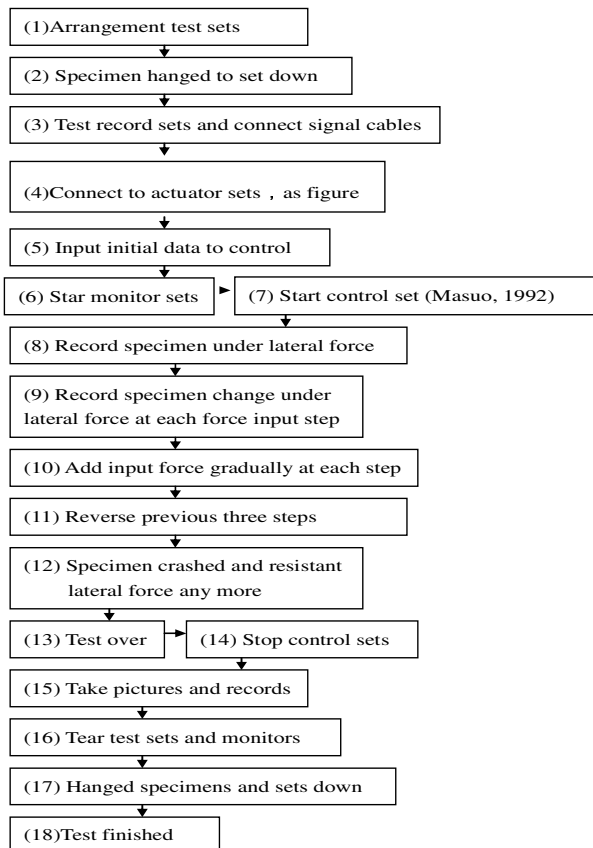 (1)Arrangement test sets
(2) Specimen hanged to set down
(3) Test record sets and connect signal cables
(4)Connect to actuator sets , as figure
(5) Input initial data to control
(6) Star monitor sets
(7) Start control set (Masuo, 1992)
(8) Record specimen under lateral force
(9) Record specimen change under
lateral force at each force input step
(10) Add input force gradually at each step
(11) Reverse previous three steps
(12) Specimen crashed and resistant
lateral force any more
(13) Test over
(14) Stop control sets
(15) Take pictures and records
(16) Tear test sets and monitors
(17) Hanged specimens and sets down
(18)Test finished